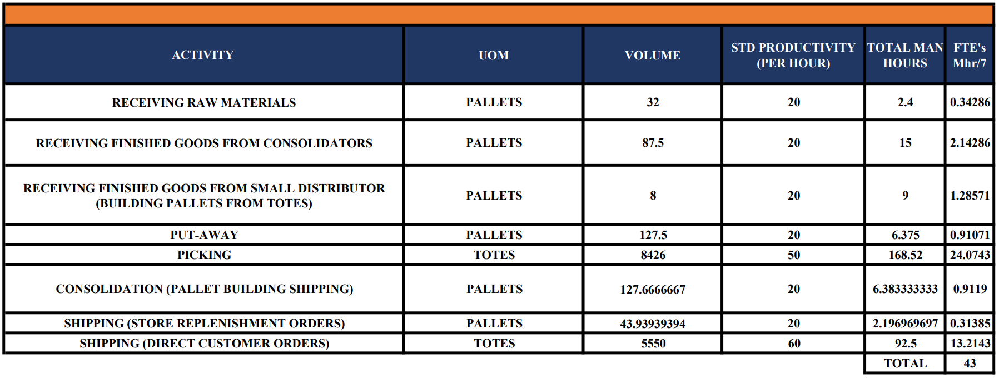 ACTIVITY UOM VOLUME STD PRODUCTIVITY (PER HOUR) TOTAL MAN HOURS FTE's Mhr/7
RECEIVING RAW MATERIALS PALLETS 32 20 2.4 0.34286
RECEIVING FINISHED GOODS FROM CONSOLIDATORS PALLETS 87.5 20 15 2.14286
RECEIVING FINISHED GOODS FROM SMALL DISTRIBUTOR (BUILDING PALLETS FROM TOTES) PALLETS 8 20 9 1.28571
PUT-AWAY PALLETS 127.5 20 6.375 0.91071
PICKING TOTES 8426 50 168.52 24.0743
CONSOLIDATION (PALLET BUILDING SHIPPING) PALLETS 127.6666667 20 6.383333333 0.9119
SHIPPING (STORE REPLENISHMENT ORDERS) PALLETS 43.93939394 20 2.196969697 0.31385
SHIPPING (DIRECT CUSTOMER ORDERS) TOTES 5550 60 92.5 13.2143
TOTAL 43